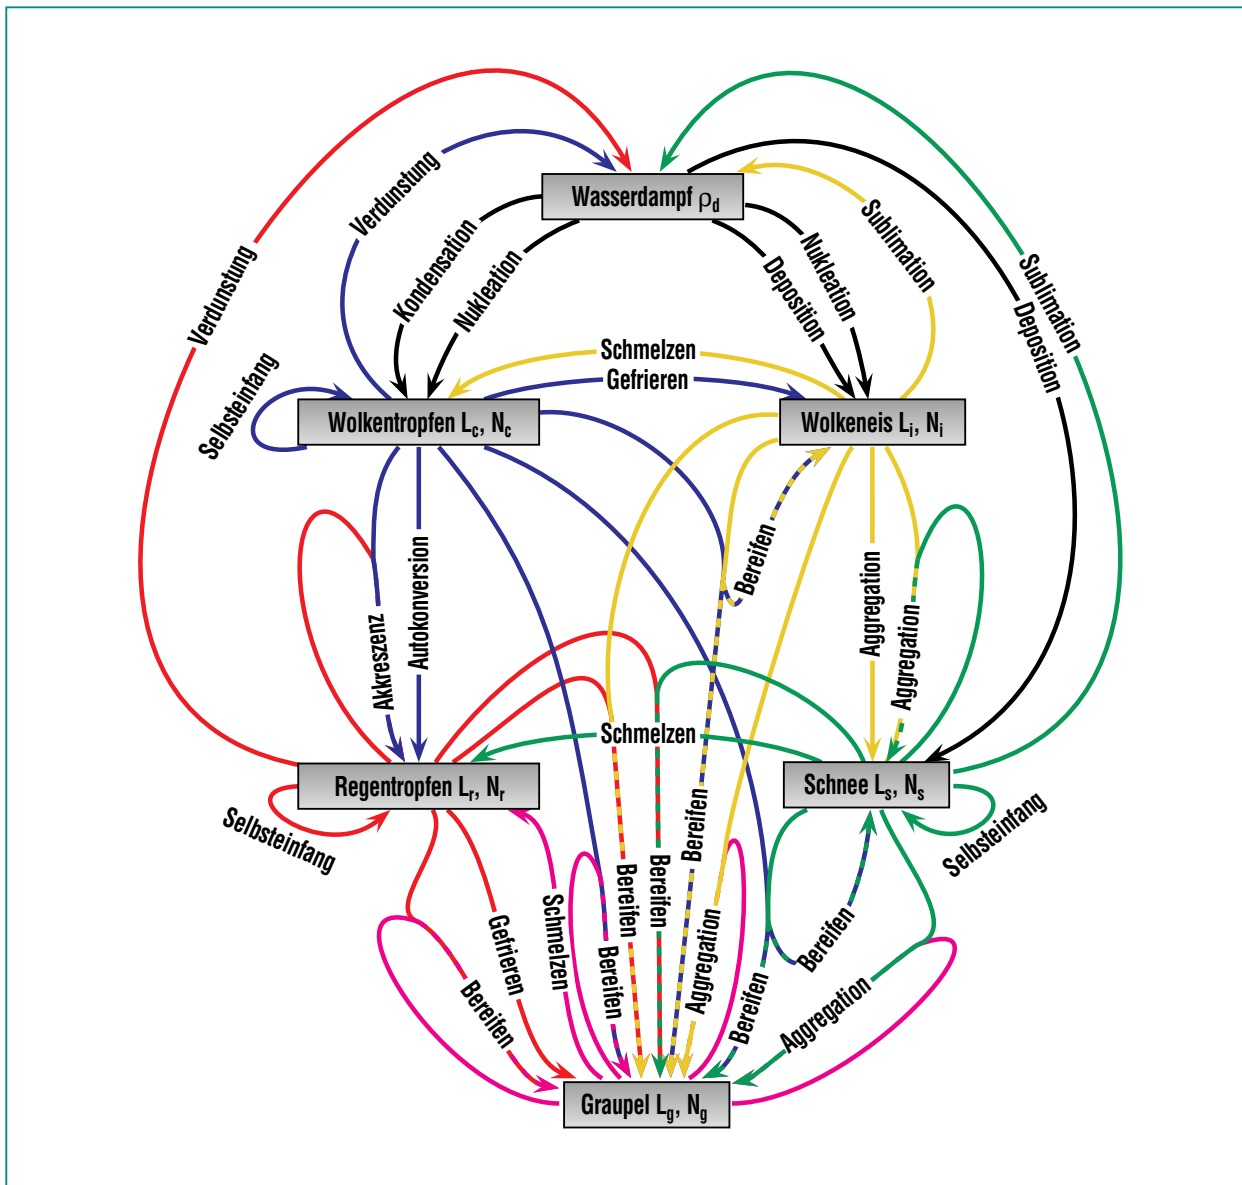 Verdunstung
Wasserdampf ρd
Kondensation
Nukleation
Deposition
Nukleation
Sublimation
Sublimation
Deposition
Verdunstung
Schmelzen
Gefrieren
Selbsteinfang
Wolkentropfen Lc, Nc
Wolkeneis Li, Ni
Bereifen
Akkreszenz
Autokonversion
Aggregation
Aggregation
Schmelzen
Regentropfen Lr, Nr
Schnee Ls, Ns
Selbsteinfang
Selbsteinfang
Bereifen
Gefrieren
Schmelzen
Bereifen
Bereifen
Bereifen
Bereifen
Aggregation
Bereifen
Bereifen
Aggregation
Graupel Lg, Ng